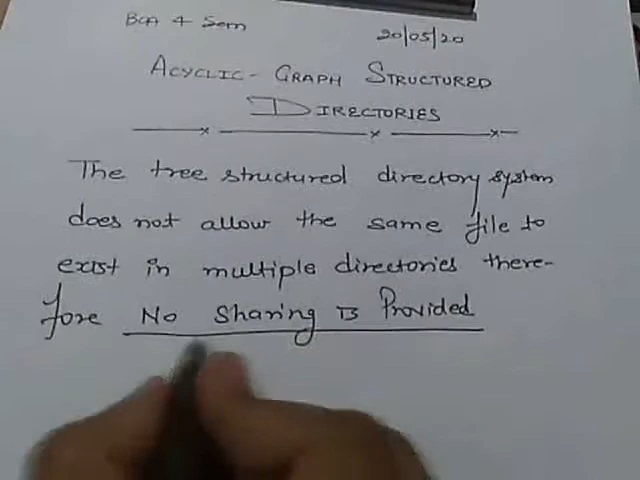 BCA 4 Sem
20/05/20
ACYCLIC-GRAPH STRUCTURED
DIRECTORIES
The tree structured directory system
does not allow the same file to
exist in multiple directories there-
fore No Sharing is Provided